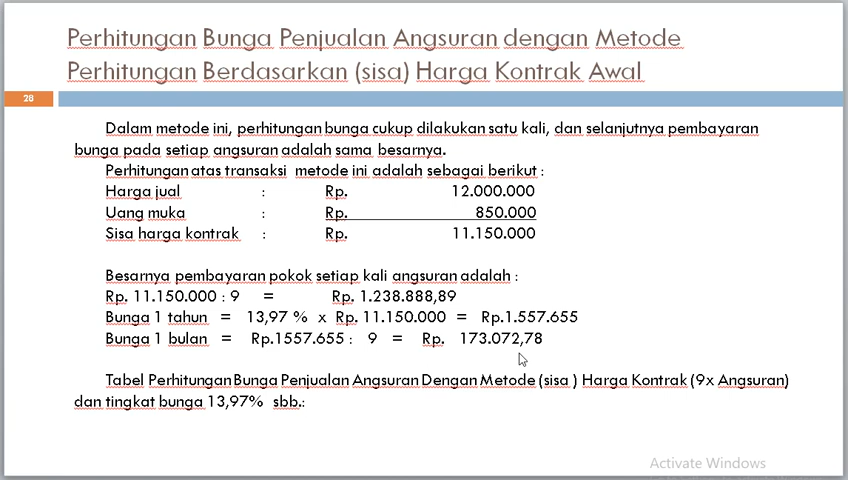 Perhitungan Bunga Penjualan Angsuran dengan Metode
Perhitungan Berdasarkan (sisa) Harga Kontrak Awal
28
Dalam metode ini, perhitungan bunga cukup dilakukan satu kali, dan selanjutnya pembayaran
bunga pada setiap angsuran adalah sama besarnya.
Perhitungan atas transaksi metode ini adalah sebagai berikut :
Harga jual : Rp. 12.000.000
Uang muka : Rp. 850.000
Sisa harga kontrak : Rp. 11.150.000
Besarnya pembayaran pokok setiap kali angsuran adalah :
Rp. 11.150.000 : 9 = Rp. 1.238.888,89
Bunga 1 tahun = 13,97 % x Rp. 11.150.000 = Rp.1.557.655
Bunga 1 bulan = Rp.1557.655 : 9 = Rp. 173.072,78
Tabel Perhitungan Bunga Penjualan Angsuran Dengan Metode (sisa ) Harga Kontrak (9x Angsuran)
dan tingkat bunga 13,97% sbb.:
Activate Windows